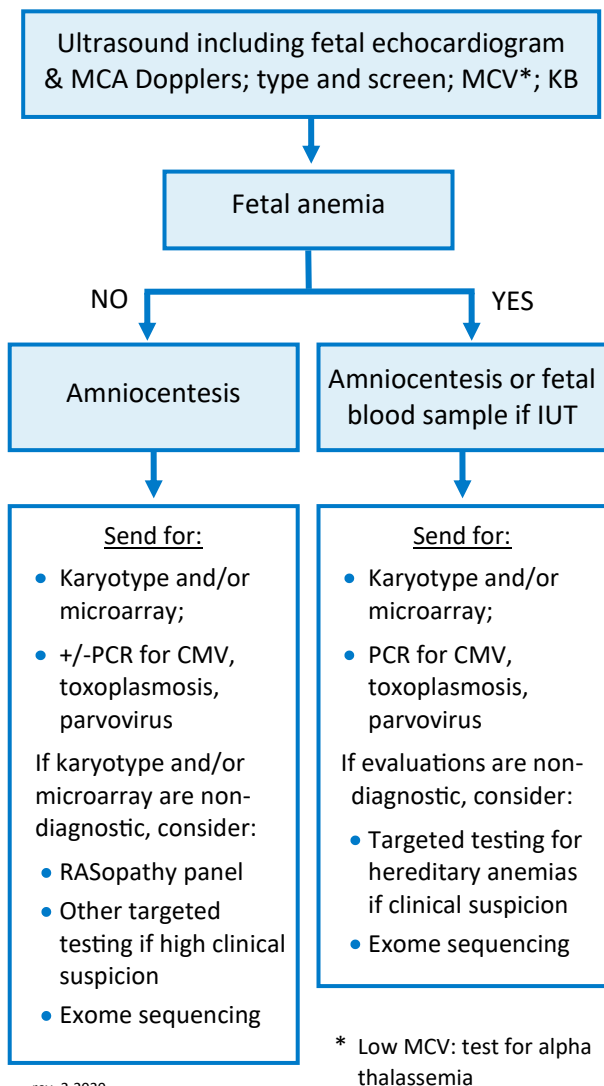 Ultrasound including fetal echocardiogram
& MCA Dopplers; type and screen; MCV*; KB
Fetal anemia
NO
YES
Amniocentesis
Amniocentesis or fetal
blood sample if IUT
Send for:
• Karyotype and/or
microarray;
• +/-PCR for CMV,
toxoplasmosis,
parvovirus
If karyotype and/or
microarray are non-
diagnostic, consider:
• RASopathy panel
• Other targeted
testing if high clinical
suspicion
• Exome sequencing
Send for:
• Karyotype and/or
microarray;
• PCR for CMV,
toxoplasmosis,
parvovirus
If evaluations are non-
diagnostic, consider:
• Targeted testing for
hereditary anemias
if clinical suspicion
• Exome sequencing
* Low MCV: test for alpha
thalassemia